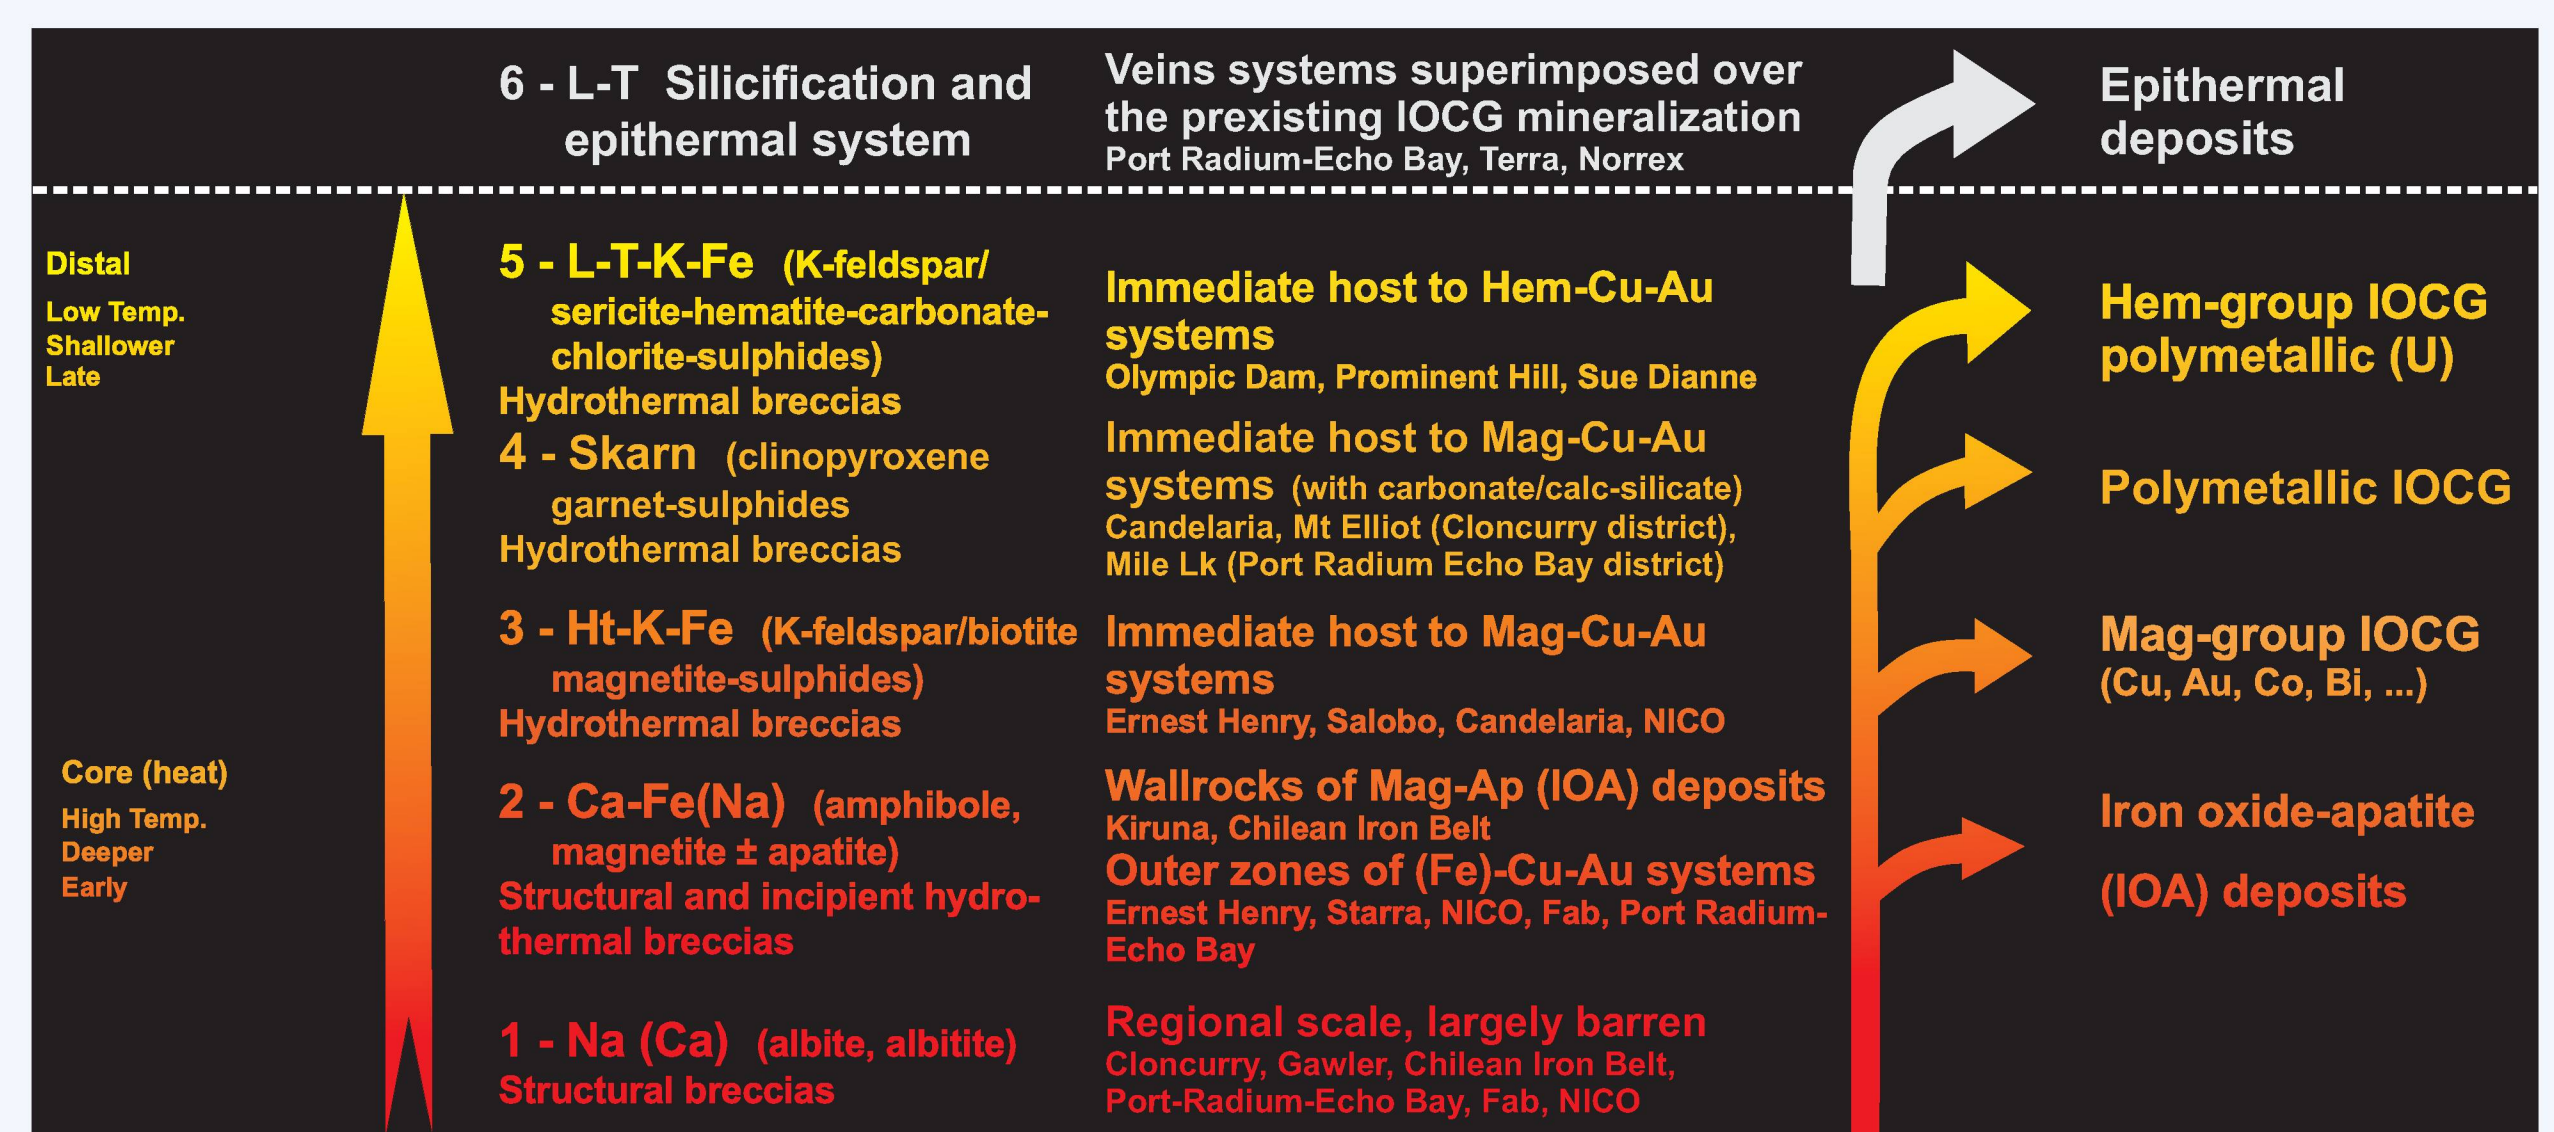 6 - L-T Silicification and
epithermal system
Veins systems superimposed over
the prexisting IOCG mineralization
Port Radium-Echo Bay, Terra, Norrex
Epithermal
deposits
Distal
Low Temp.
Shallower
Late
5 - L-T-K-Fe (K-feldspar/
sericite-hematite-carbonate-
chlorite-sulphides)
Hydrothermal breccias
Immediate host to Hem-Cu-Au
systems
Olympic Dam, Prominent Hill, Sue Dianne
Hem-group IOCG
polymetallic (U)
4 - Skarn (clinopyroxene
garnet-sulphides
Hydrothermal breccias
Immediate host to Mag-Cu-Au
systems (with carbonate/calc-silicate)
Candelaria, Mt Elliot (Cloncurry district),
Mile Lk (Port Radium Echo Bay district)
Polymetallic IOCG
3 - Ht-K-Fe (K-feldspar/biotite
magnetite-sulphides)
Hydrothermal breccias
Immediate host to Mag-Cu-Au
systems
Ernest Henry, Salobo, Candelaria, NICO
Mag-group IOCG
(Cu, Au, Co, Bi, ...)
Core (heat)
High Temp.
Deeper
Early
2 - Ca-Fe(Na) (amphibole,
magnetite ± apatite)
Structural and incipient hydro-
thermal breccias
Wallrocks of Mag-Ap (IOA) deposits
Kiruna, Chilean Iron Belt
Outer zones of (Fe)-Cu-Au systems
Ernest Henry, Starra, NICO, Fab, Port Radium-
Echo Bay
Iron oxide-apatite
(IOA) deposits
1 - Na (Ca) (albite, albitite)
Structural breccias
Regional scale, largely barren
Cloncurry, Gawler, Chilean Iron Belt,
Port-Radium-Echo Bay, Fab, NICO